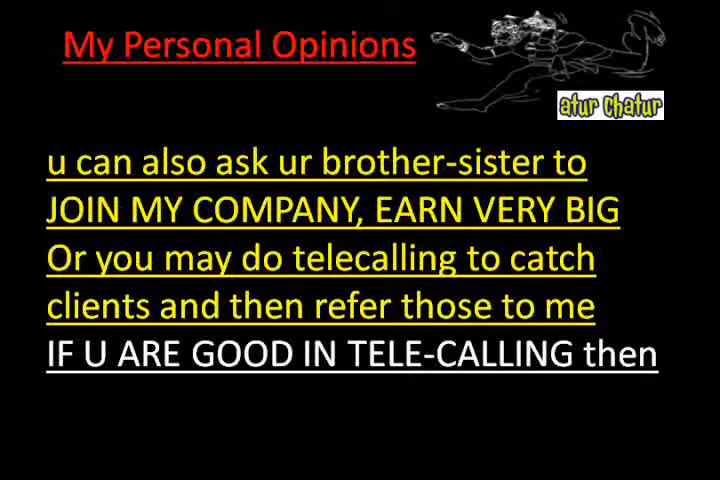 My Personal Opinions
atur chatur
u can also ask ur brother-sister to
JOIN MY COMPANY, EARN VERY BIG
Or you may do telecalling to catch
clients and then refer those to me
IF U ARE GOOD IN TELE-CALLING then